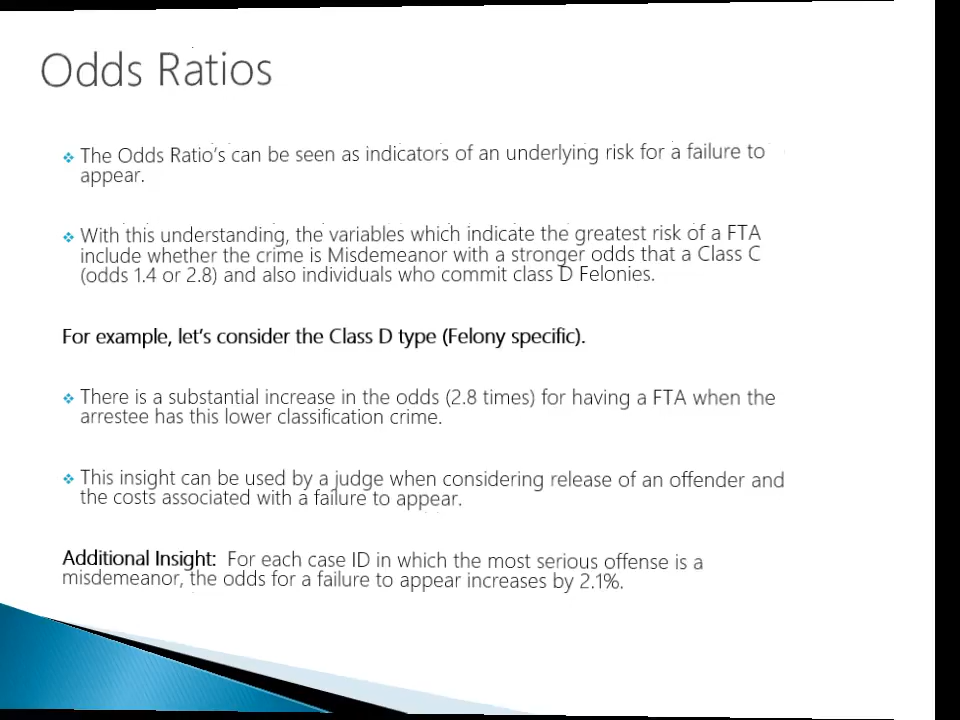 Odds Ratios
❖ The Odds Ratio's can be seen as indicators of an underlying risk for a failure to
appear.
❖ With this understanding, the variables which indicate the greatest risk of a FTA
include whether the crime is Misdemeanor with a stronger odds that a Class C
(odds 1.4 or 2.8) and also individuals who commit class D Felonies.
For example, let's consider the Class D type (Felony specific).
❖ There is a substantial increase in the odds (2.8 times) for having a FTA when the
arrestee has this lower classification crime.
❖ This insight can be used by a judge when considering release of an offender and
the costs associated with a failure to appear.
Additional Insight: For each case ID in which the most serious offense is a
misdemeanor, the odds for a failure to appear increases by 2.1%.